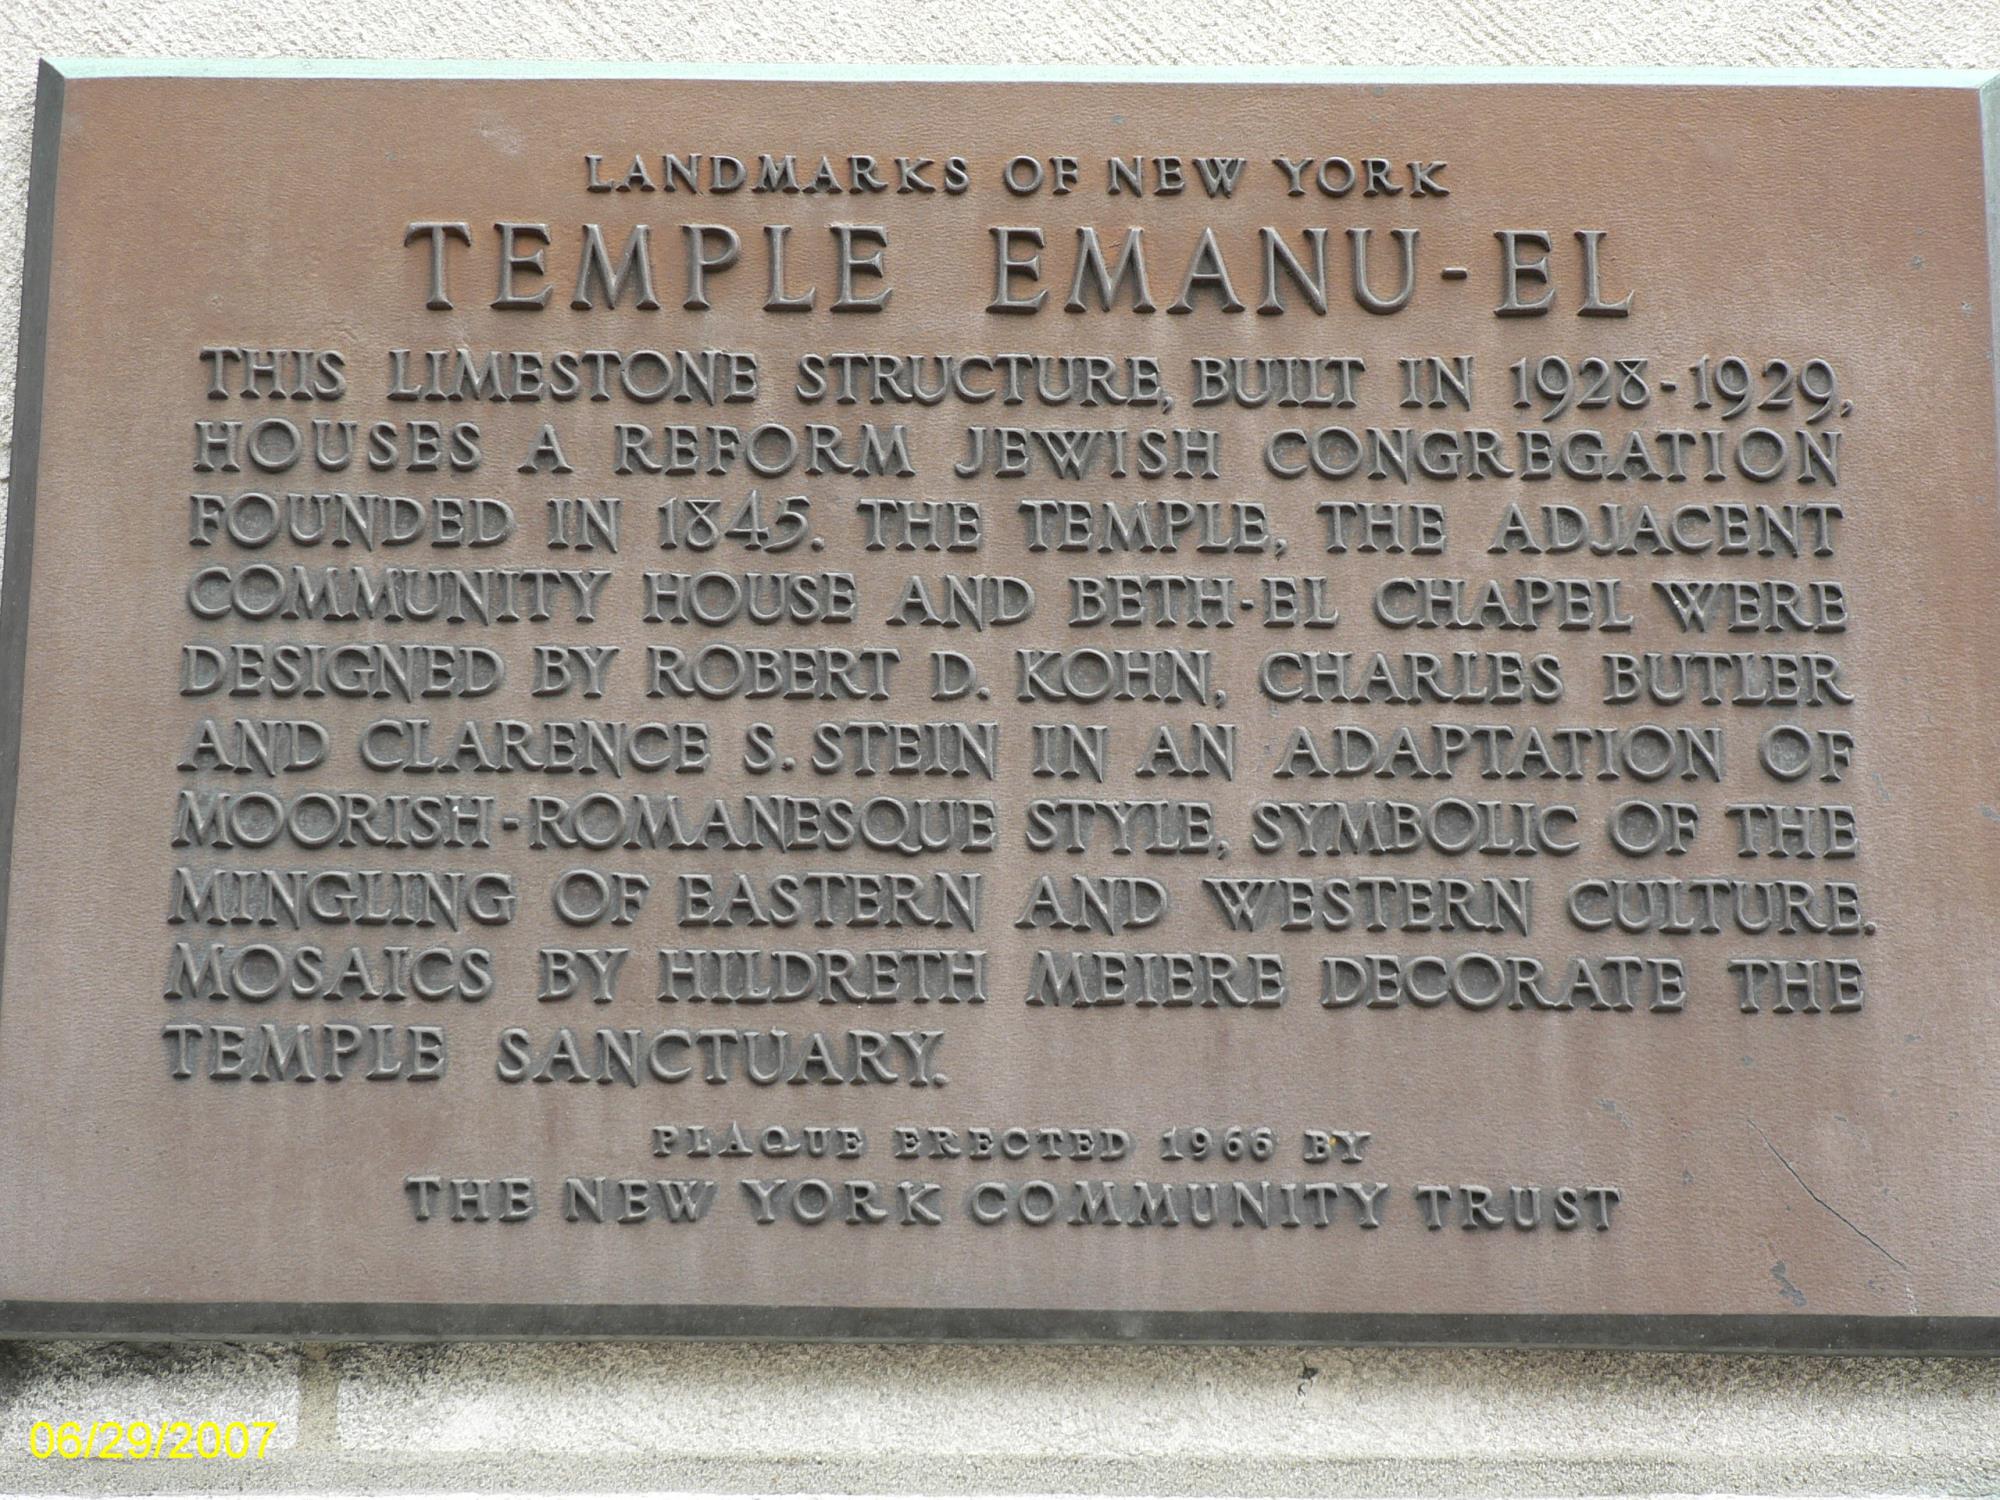 LANDMARKS OF NEW YORK
TEMPLE EMANU-EL
THIS LIMESTONE STRUCTURE, BUILT IN 1928-1929,
HOUSES A REFORM JEWISH CONGREGATION
FOUNDED IN 1845. THE TEMPLE, THE ADJACENT
COMMUNITY HOUSE AND BETH-EL CHAPEL WERE
DESIGNED BY ROBERT D. KOHN, CHARLES BUTLER
AND CLARENCE S. STEIN IN AN ADAPTATION OF
MOORISH-ROMANESQUE STYLE, SYMBOLIC OF THE
MINGLING OF EASTERN AND WESTERN CULTURE.
MOSAICS BY HILDRETH MEIERE DECORATE THE
TEMPLE SANCTUARY.
PLAQUE ERECTED 1966 BY
THE NEW YORK COMMUNITY TRUST
06/29/2007